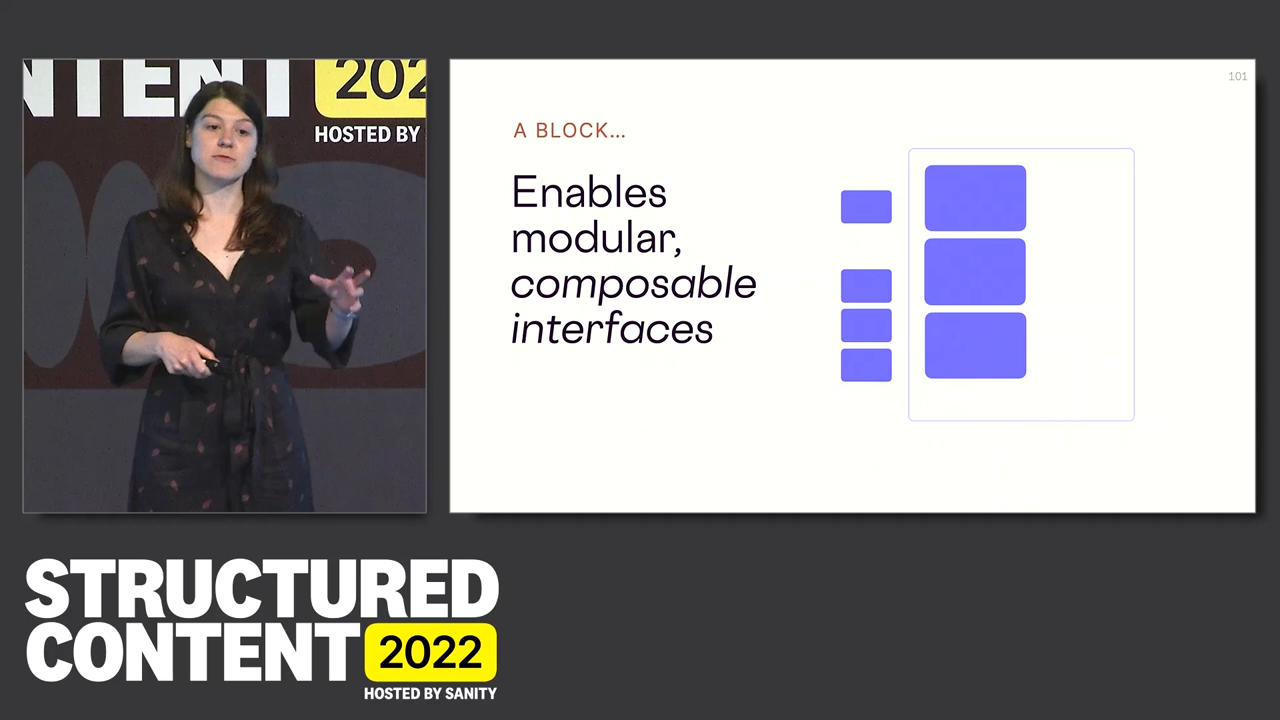 NTENT 202
HOSTED BY
101
A BLOCK...
Enables
modular,
composable
interfaces
STRUCTURED
CONTENT 2022
HOSTED BY SANITY